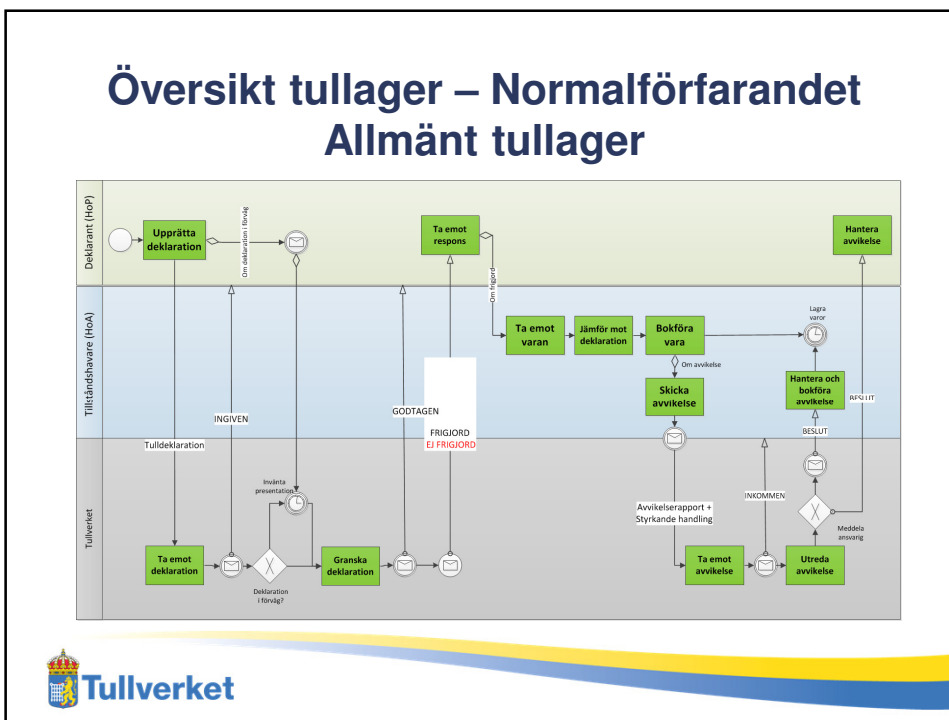 Översikt tullager – Normalförfarandet
Allmänt tullager
Deklarant (HoP)
Upprätta
deklaration
Om deklaration i förväg
Ta emot
respons
Om frigjord
Hantera
avvikelse
Tillståndshavare (HoA)
Ta emot
varan
Jämför mot
deklaration
Bokföra
vara
Lagra
varor
Om avvikelse
Skicka
avvikelse
Hantera och
bokföra
avvikelse
BESLUT
INGIVEN
GODTAGEN
FRIGJORD
EJ FRIGJORD
BESLUT
Tullverket
Tulldeklaration
Invänta
presentation
Avvikelserapport +
Styrkande handling
INKOMMEN
Meddela
ansvarig
Ta emot
deklaration
Deklaration
i förväg?
Granska
deklaration
Ta emot
avvikelse
Utreda
avvikelse
Tullverket